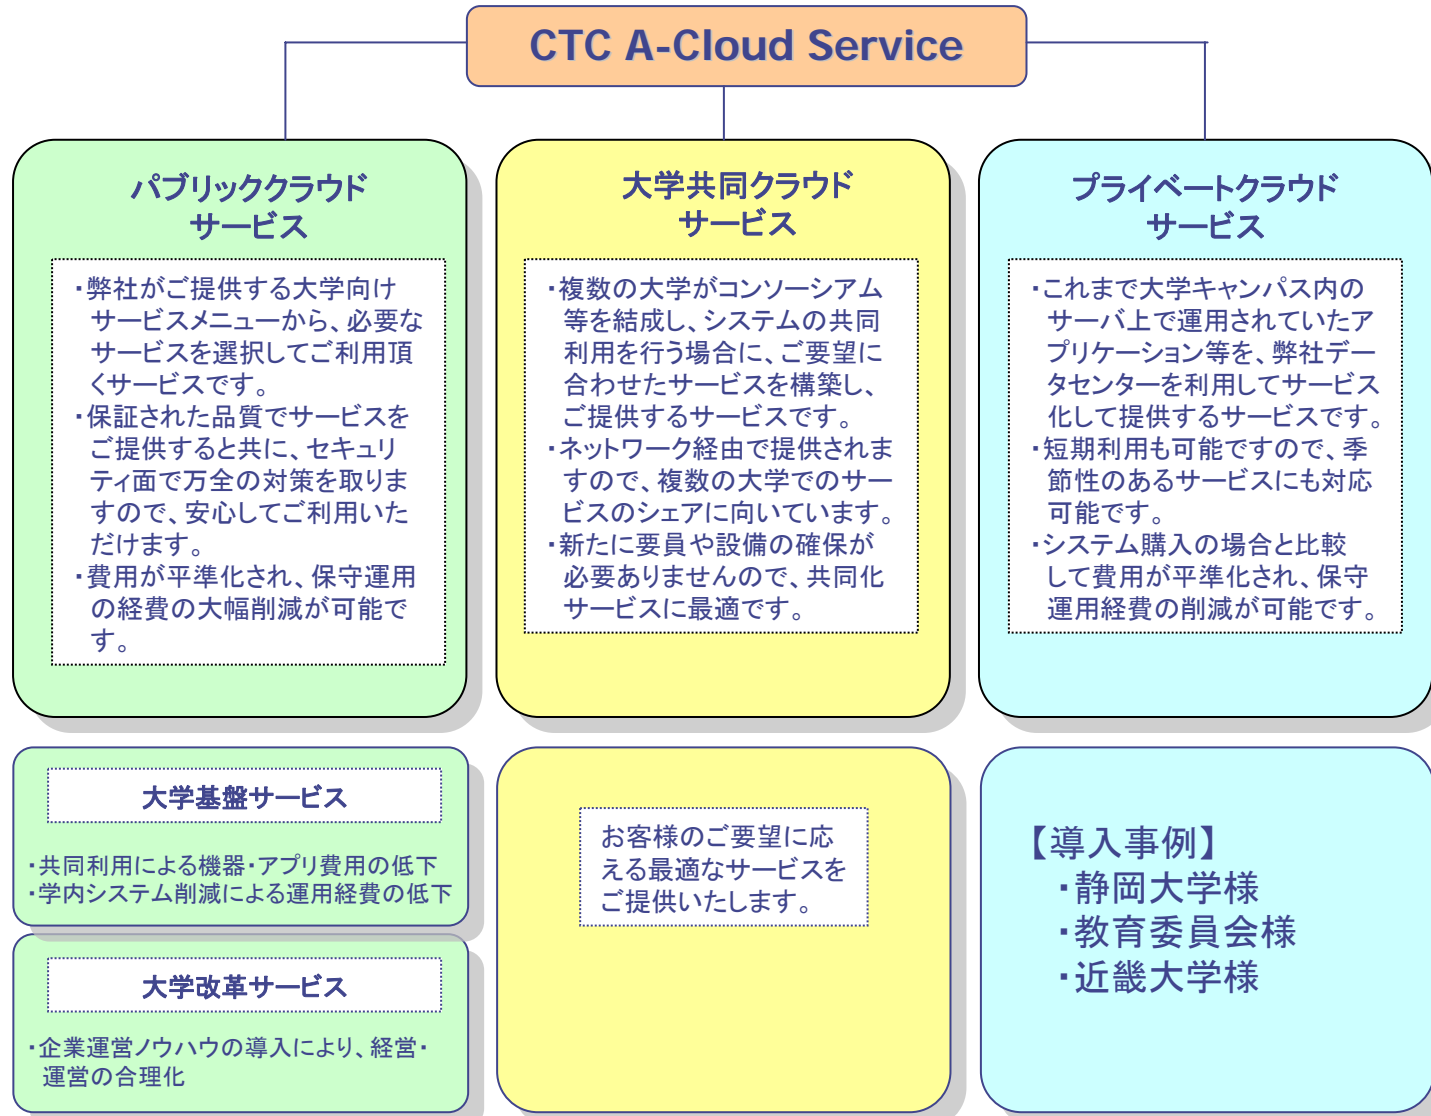 CTC A-Cloud Service
パブリッククラウド
サービス
・弊社がご提供する大学向け
サービスメニューから、必要な
サービスを選択してご利用頂
くサービスです。
・保証された品質でサービスを
ご提供すると共に、セキュリ
ティ面で万全の対策を取りま
すので、安心してご利用いた
だけます。
・費用が平準化され、保守運用
の経費の大幅削減が可能で
す。
大学共同クラウド
サービス
・複数の大学がコンソーシアム
等を結成し、システムの共同
利用を行う場合に、ご要望に
合わせたサービスを構築し、
ご提供するサービスです。
・ネットワーク経由で提供されま
すので、複数の大学でのサー
ビスのシェアに向いています。
・新たに要員や設備の確保が
必要ありませんので、共同化
サービスに最適です。
プライベートクラウド
サービス
・これまで大学キャンパス内の
サーバ上で運用されていたア
プリケーション等を、弊社デー
タセンターを利用してサービス
化して提供するサービスです。
・短期利用も可能ですので、季
節性のあるサービスにも対応
可能です。
・システム購入の場合と比較
して費用が平準化され、保守
運用経費の削減が可能です。
大学基盤サービス
・共同利用による機器・アプリ費用の低下
・学内システム削減による運用経費の低下
大学改革サービス
・企業運営ノウハウの導入により、経営・
運営の合理化
お客様のご要望に応
える最適なサービスを
ご提供いたします。
【導入事例】
・静岡大学様
・教育委員会様
・近畿大学様